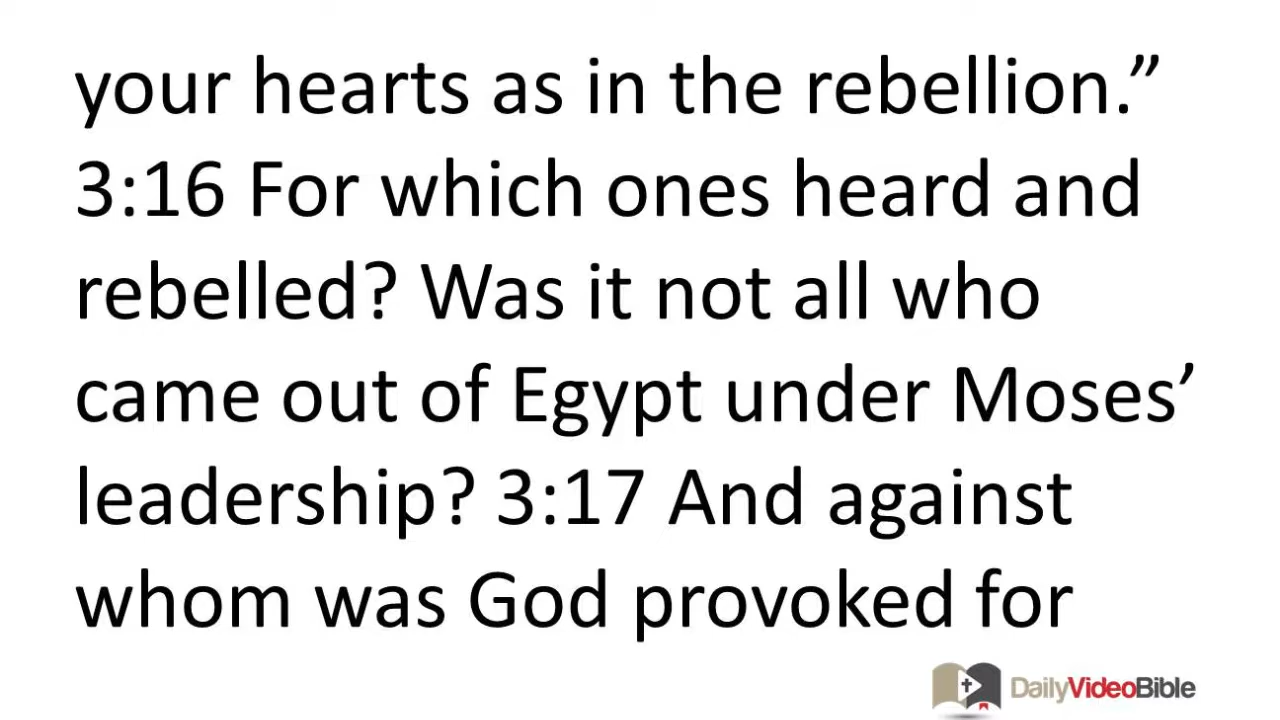 your hearts as in the rebellion.”
3:16 For which ones heard and
rebelled? Was it not all who
came out of Egypt under Moses’
leadership? 3:17 And against
whom was God provoked for
DailyVideoBible